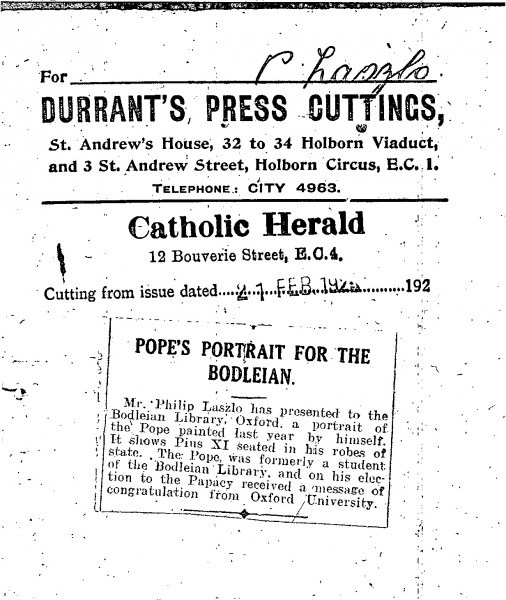 For P Laszlo
DURRANT'S PRESS CUTTINGS,
St. Andrew's House, 32 to 34 Holborn Viaduct,
and 3 St. Andrew Street, Holborn Circus, E.C. 1.
TELEPHONE: CITY 4963.
Catholic Herald
12 Bouverie Street, E.C.4.
Cutting from issue dated 21 FEB. 1925 192
POPE'S PORTRAIT FOR THE
BODLEIAN.
Mr. Philip Laszlo has presented to the
Bodleian Library, Oxford, a portrait of
the Pope painted last year by himself.
It shows Pius XI seated in his robes of
state. The Pope, was formerly a student
of the Bodleian Library, and on his elec-
tion to the Papacy received a message of
congratulation from Oxford University.